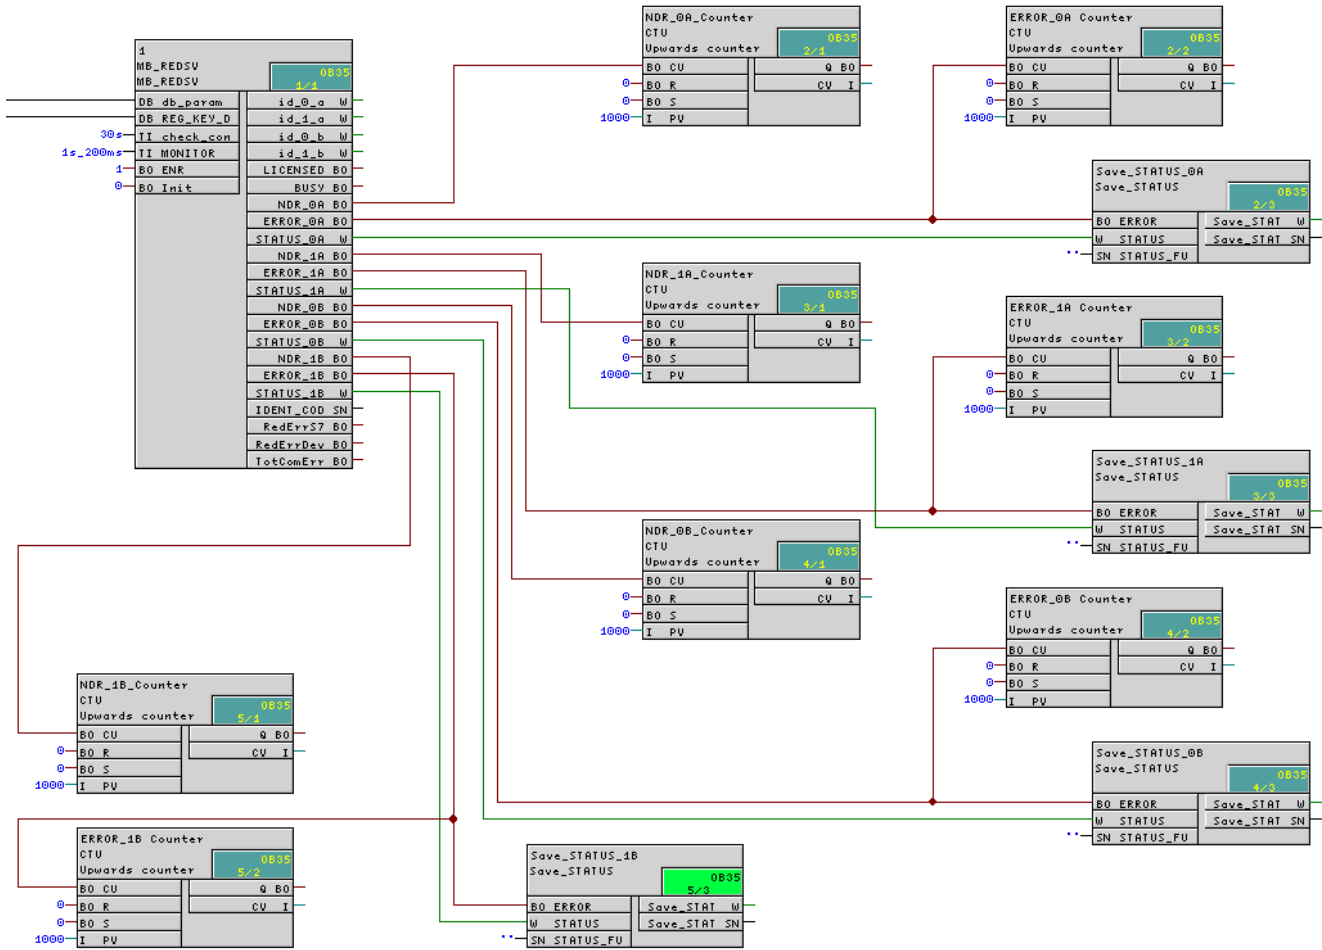 1
MB_REDSV
MB_REDSV
OB35
1/1
DB db_param id_0_a W
DB REG_KEY_D id_1_a W
30s TI check_con id_0_b W
1s_200ms TI MONITOR id_1_b W
1 BO ENR LICENSED BO
0 BO Init BUSY BO
NDR_0A BO
ERROR_0A BO
STATUS_0A W
NDR_1A BO
ERROR_1A BO
STATUS_1A W
NDR_0B BO
ERROR_0B BO
STATUS_0B W
NDR_1B BO
ERROR_1B BO
STATUS_1B W
IDENT_COD SN
RedErrS7 BO
RedErrDev BO
TotComErr BO
NDR_0A_Counter
CTU
Upwards counter
OB35
2/1
BO CU Q BO
0 BO R CV I
0 BO S
1000 I PV
ERROR_0A Counter
CTU
Upwards counter
OB35
2/2
BO CU Q BO
0 BO R CV I
0 BO S
1000 I PV
Save_STATUS_0A
Save_STATUS
OB35
2/3
BO ERROR Save_STAT W
W STATUS Save_STAT SN
'' SN STATUS_FU
NDR_1A_Counter
CTU
Upwards counter
OB35
3/1
BO CU Q BO
0 BO R CV I
0 BO S
1000 I PV
ERROR_1A Counter
CTU
Upwards counter
OB35
3/2
BO CU Q BO
0 BO R CV I
0 BO S
1000 I PV
Save_STATUS_1A
Save_STATUS
OB35
3/3
BO ERROR Save_STAT W
W STATUS Save_STAT SN
'' SN STATUS_FU
NDR_0B_Counter
CTU
Upwards counter
OB35
4/1
BO CU Q BO
0 BO R CV I
0 BO S
1000 I PV
ERROR_0B Counter
CTU
Upwards counter
OB35
4/2
BO CU Q BO
0 BO R CV I
0 BO S
1000 I PV
Save_STATUS_0B
Save_STATUS
OB35
4/3
BO ERROR Save_STAT W
W STATUS Save_STAT SN
'' SN STATUS_FU
NDR_1B_Counter
CTU
Upwards counter
OB35
5/1
BO CU Q BO
0 BO R CV I
0 BO S
1000 I PV
ERROR_1B Counter
CTU
Upwards counter
OB35
5/2
BO CU Q BO
0 BO R CV I
0 BO S
1000 I PV
Save_STATUS_1B
Save_STATUS
OB35
5/3
BO ERROR Save_STAT W
W STATUS Save_STAT SN
'' SN STATUS_FU